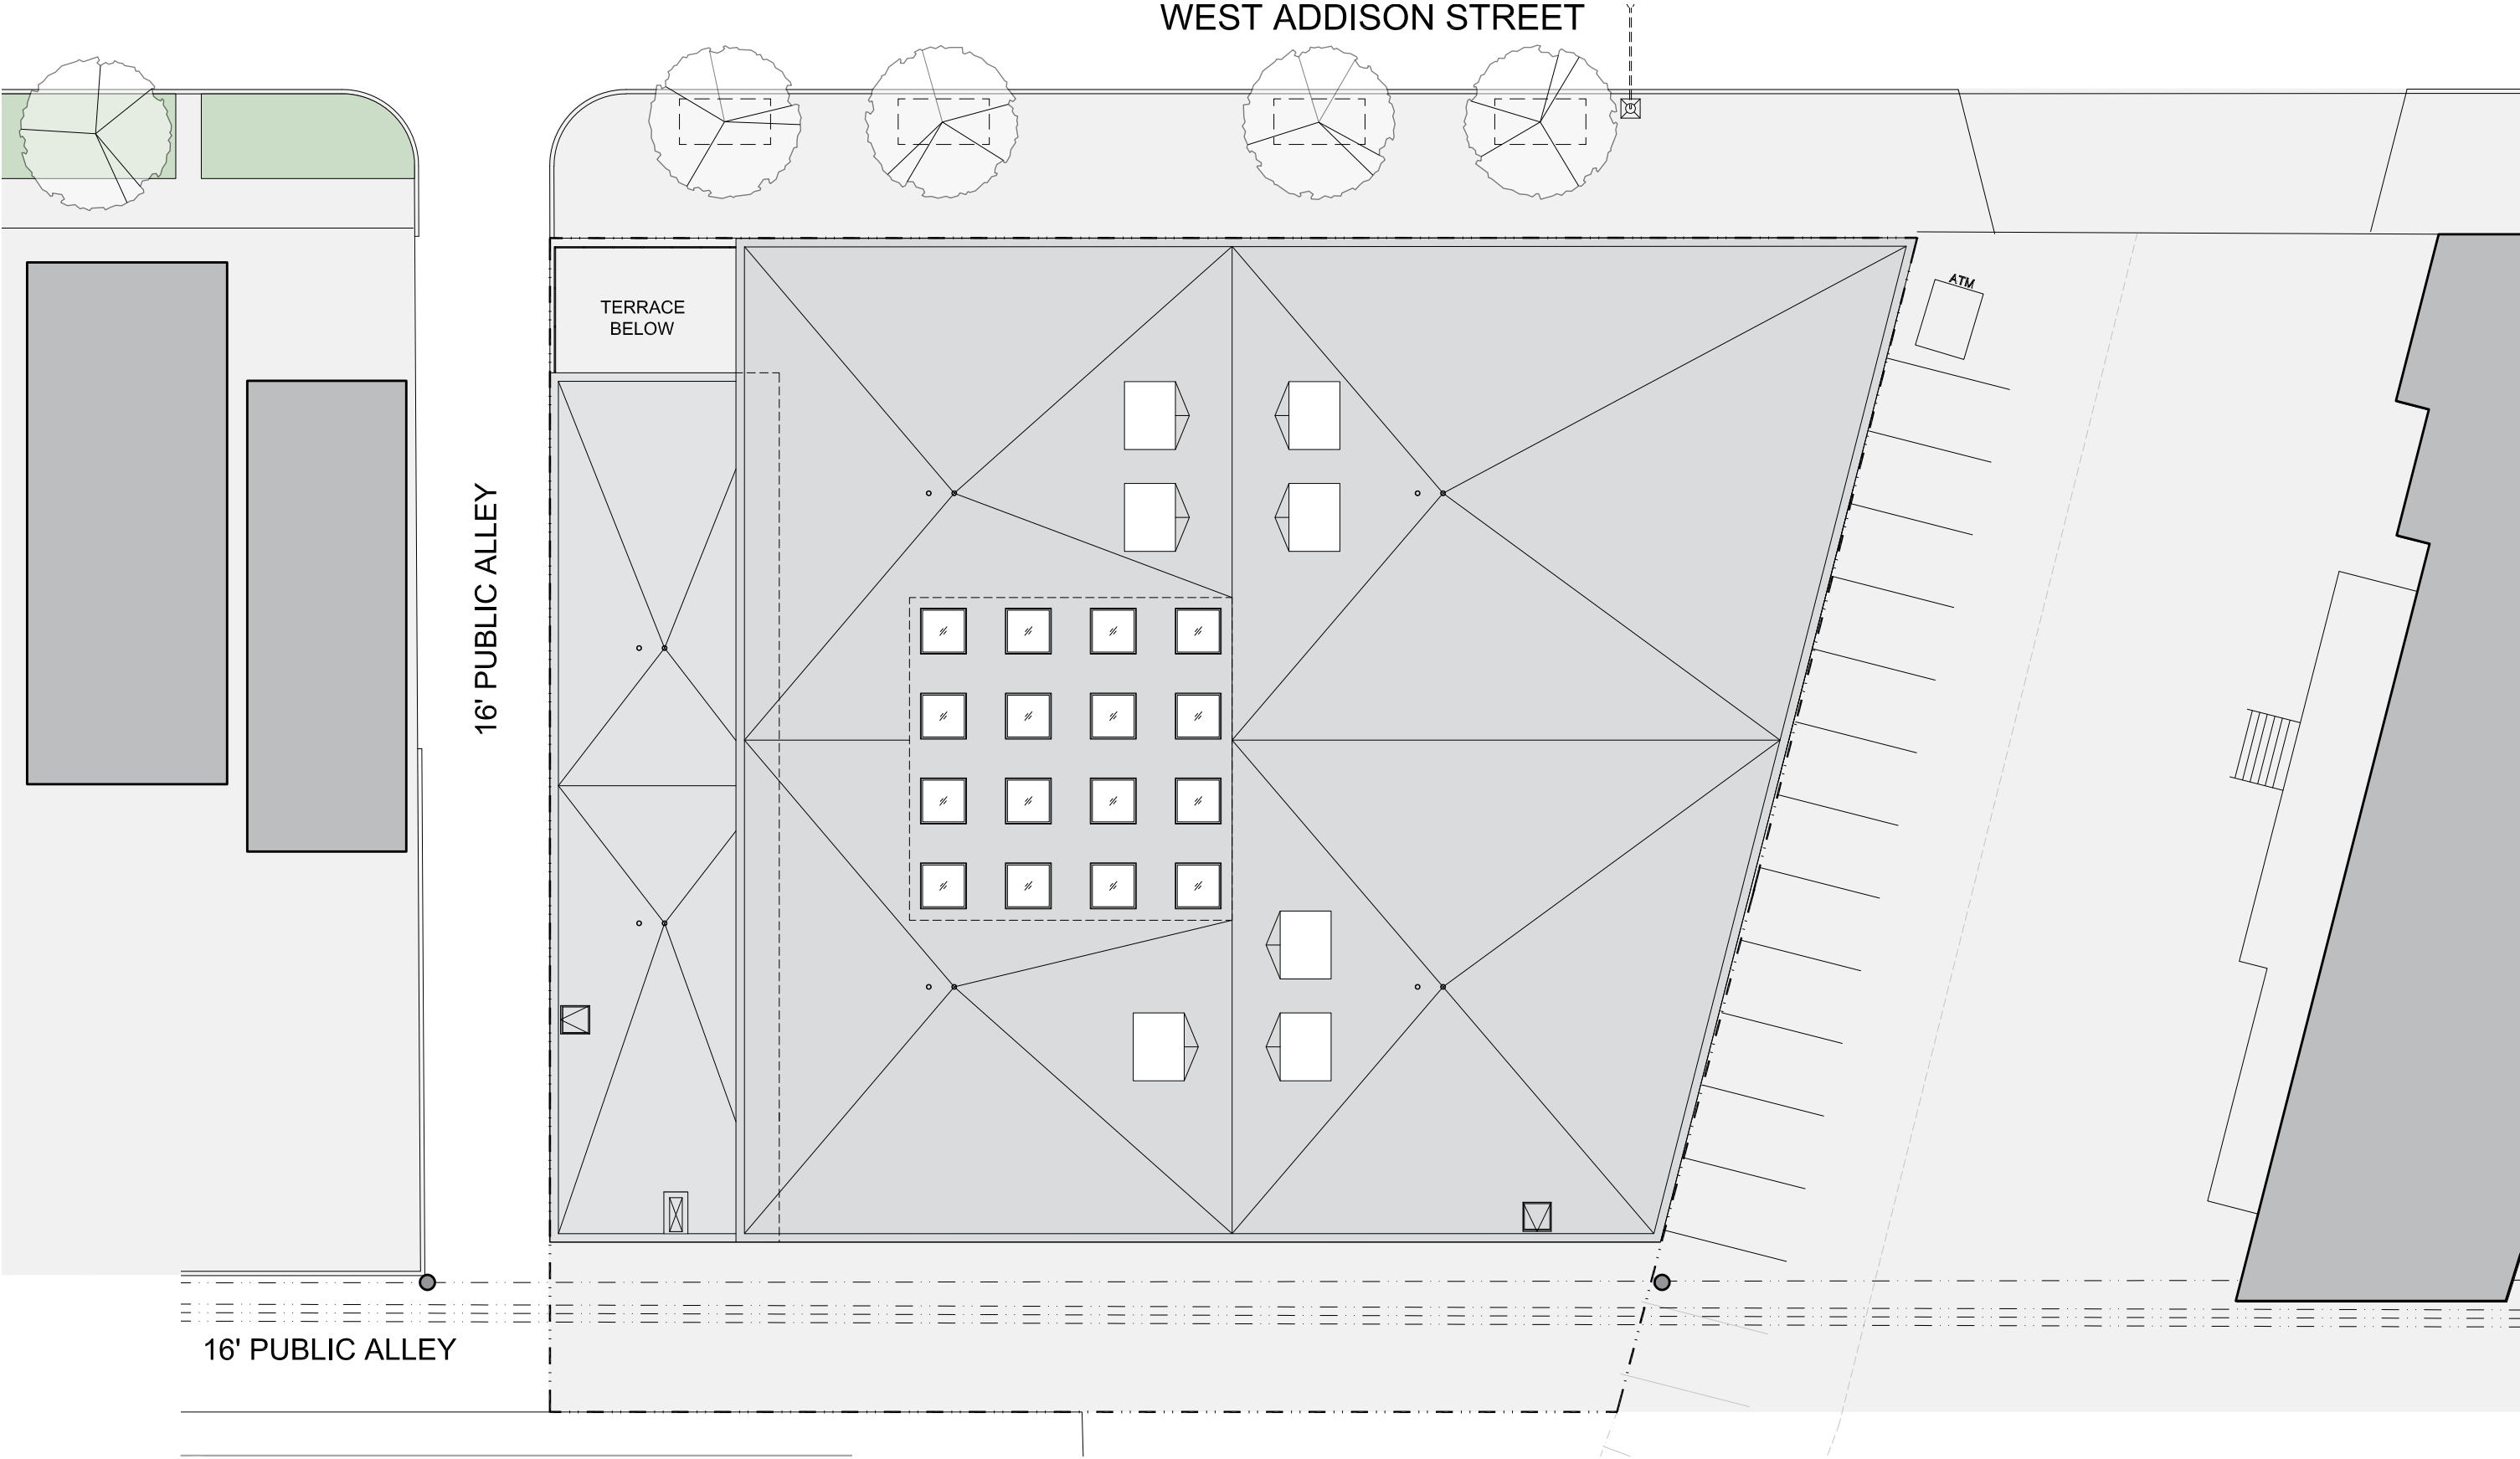 WEST ADDISON STREET
ATM
TERRACE
BELOW
16' PUBLIC ALLEY
16' PUBLIC ALLEY